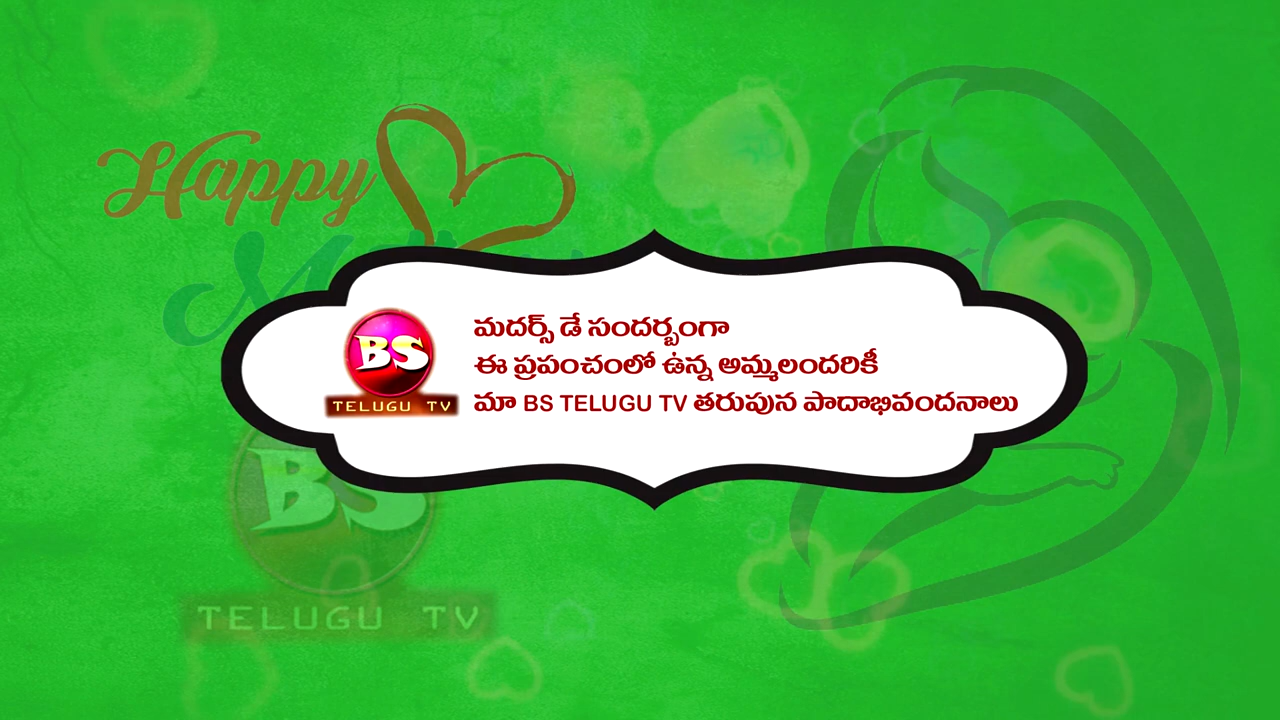 Happy
BS
TELUGU TV
మదర్స్ డే సందర్బంగా
ఈ ప్రపంచంలో ఉన్న అమ్మలందరికీ
మా BS TELUGU TV తరుపున పాదాభివందనాలు
BS
TELUGU TV